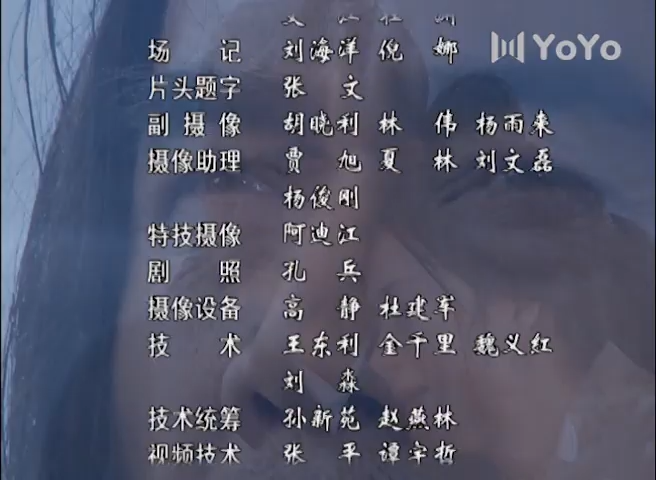 YoYo
场 记 刘海洋 倪 娜
片头题字 张 文
副摄像 胡晓利 林 伟 杨雨来
摄像助理 贾 旭 夏 林 刘文磊
杨俊刚
特技摄像 阿迪江
剧 照 孔 兵
摄像设备 高 静 杜建军
技 术 王东利 金千里 魏义红
刘 淼
技术统筹 孙新苑 赵燕林
视频技术 张 平 谭宇哲